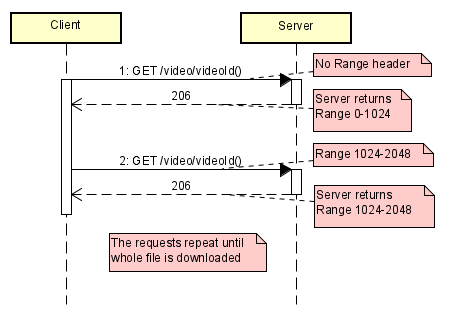 Client
Server
1: GET /video/videoId()
No Range header
206
Server returns
Range 0-1024
2: GET /video/videoId()
Range 1024-2048
206
Server returns
Range 1024-2048
The requests repeat until
whole file is downloaded